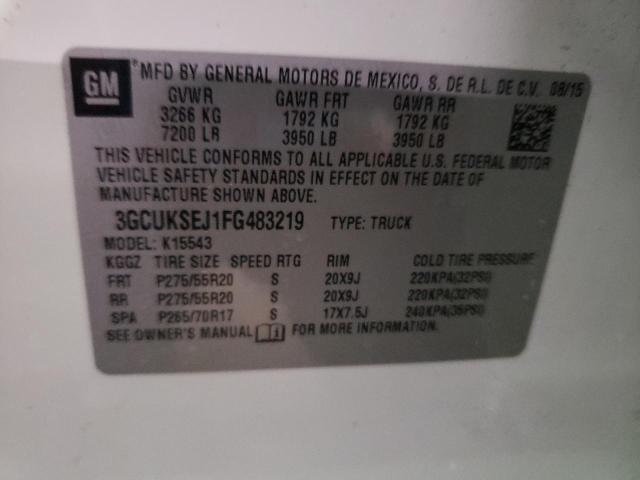 GM MFD BY GENERAL MOTORS DE MEXICO, S. DE R.L. DE C.V. 08/15
GVWR GAWR FRT GAWR RR
3266 KG 1792 KG 1792 KG
7200 LB 3950 LB 3950 LB
THIS VEHICLE CONFORMS TO ALL APPLICABLE U.S. FEDERAL MOTOR
VEHICLE SAFETY STANDARDS IN EFFECT ON THE DATE OF
MANUFACTURE SHOWN ABOVE.
3GCUKSEJ1FG483219 TYPE: TRUCK
MODEL: K15543
KGGZ TIRE SIZE SPEED RTG RIM COLD TIRE PRESSURE
FRT P275/55R20 S 20X9J 220KPA(32PSI)
RR P275/55R20 S 20X9J 220KPA(32PSI)
SPA P265/70R17 S 17X7.5J 240KPA(35PSI)
SEE OWNER'S MANUAL FOR MORE INFORMATION.